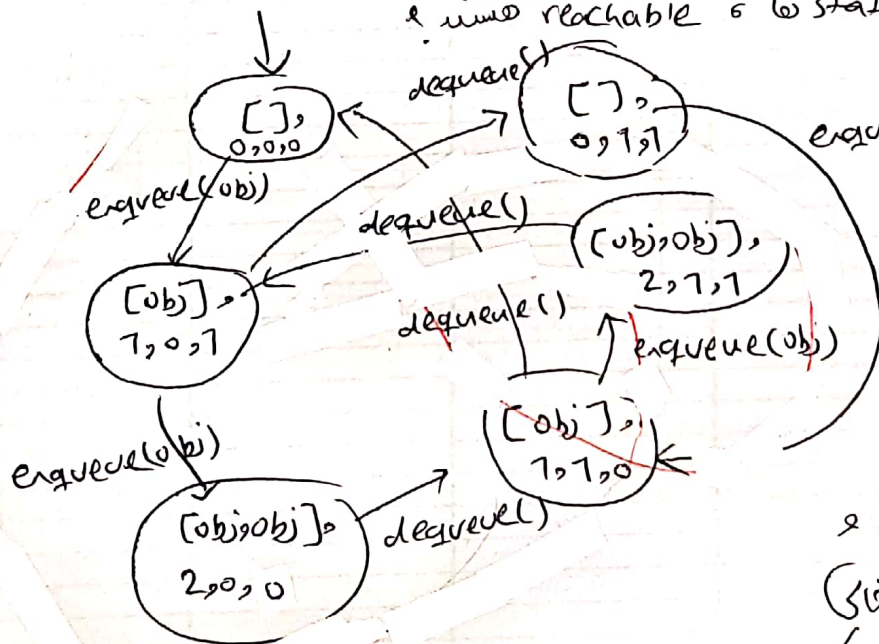 reachable 6
dequeue()
[],
0,0,0
[],
0,1,1
enqueue(obj)
dequeue()
[obj,obj],
2,1,1
[obj],
1,0,1
dequeue()
enqueue(obj)
[obj],
1,1,0
enqueue(obj)
[obj,obj],
2,0,0
dequeue()